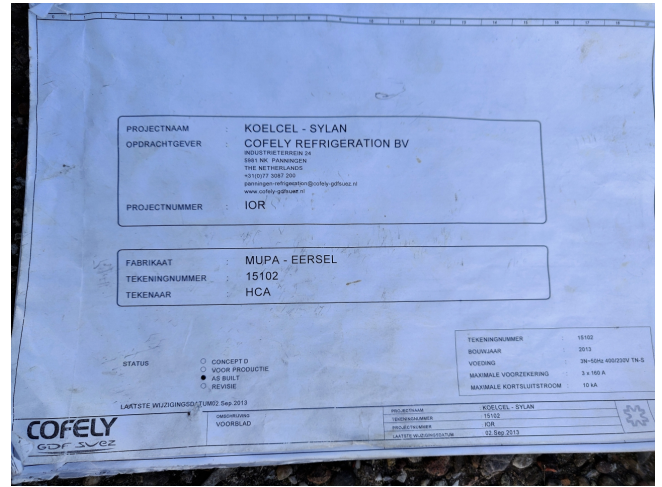 PROJECTNAAM : KOELCEL - SYLAN
OPDRACHTGEVER : COFELY REFRIGERATION BV
INDUSTRIETERREIN 24
5981 NK PANNINGEN
THE NETHERLANDS
+31(0)77 3087 200
panningen-refrigeration@cofely-gdfsuez.nl
www.cofely-gdfsuez.nl
PROJECTNUMMER : IOR
FABRIKAAT : MUPA - EERSEL
TEKENINGNUMMER : 15102
TEKENAAR : HCA
STATUS
CONCEPT D
VOOR PRODUCTIE
AS BUILT
REVISIE
LAATSTE WIJZIGINGSDATUM 02.Sep.2013
TEKENINGNUMMER 15102
BOUWJAAR 2013
VOEDING 3N~50Hz 400/230V TN-S
MAXIMALE VOORZEKERING 3 x 160 A
MAXIMALE KORTSLUITSTROOM 10 kA
COFELY
GDF SUEZ
OMSCHRIJVING
VOORBLAD
PROJECTNAAM KOELCEL - SYLAN
TEKENINGNUMMER 15102
PROJECTNUMMER IOR
LAATSTE WIJZIGINGSDATUM 02.Sep.2013